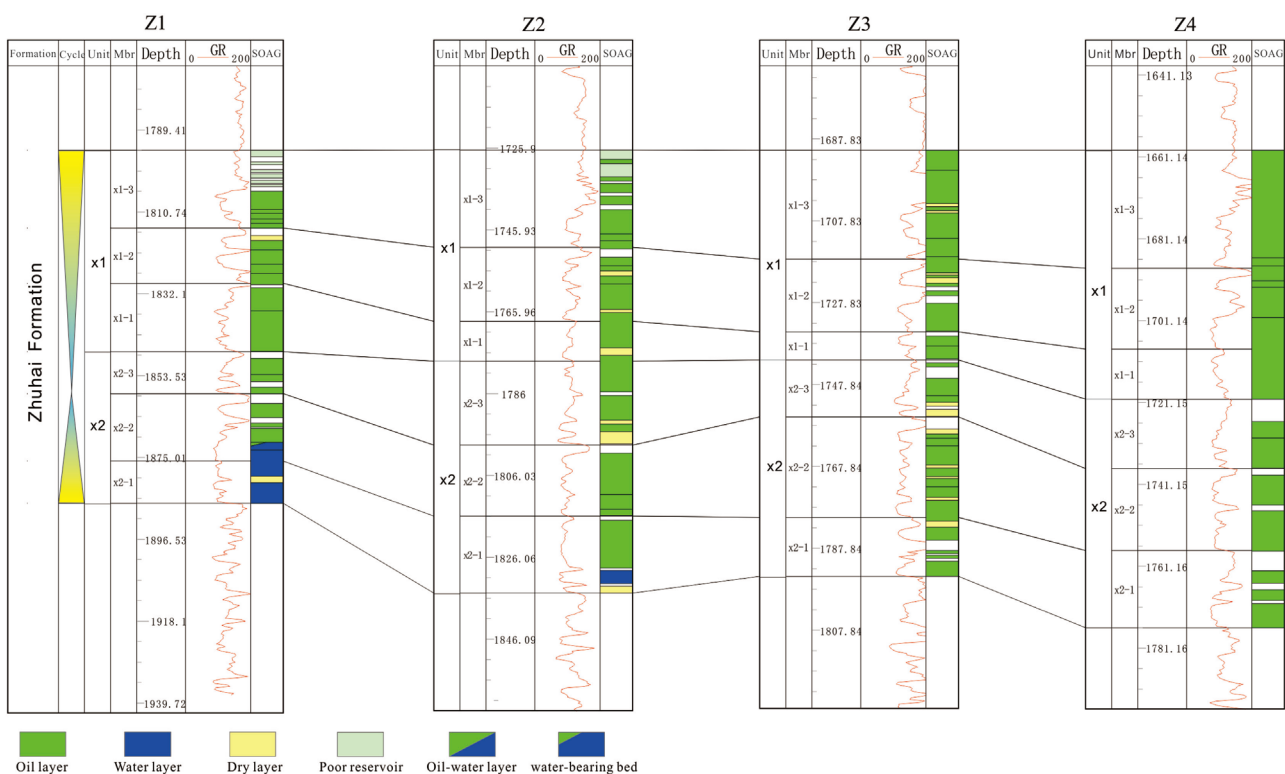 Z1 Z2 Z3 Z4
Formation Cycle Unit Mbr Depth 0 GR 200 SOAG
Unit Mbr Depth 0 GR 200 SOAG
Unit Mbr Depth 0 GR 200 SOAG
Unit Mbr Depth 0 GR 200 SOAG
Zhuhai Formation
x1
x2
x1-3
x1-2
x1-1
x2-3
x2-2
x2-1
1789.41
1810.74
1832.1
1853.53
1875.01
1896.53
1918.1
1939.72
x1
x2
x1-3
x1-2
x1-1
x2-3
x2-2
x2-1
1725.9
1745.93
1765.96
1786
1806.03
1826.06
1846.09
x1
x2
x1-3
x1-2
x1-1
x2-3
x2-2
x2-1
1687.83
1707.83
1727.83
1747.84
1767.84
1787.84
1807.84
x1
x2
x1-3
x1-2
x1-1
x2-3
x2-2
x2-1
1641.13
1661.14
1681.14
1701.14
1721.15
1741.15
1761.16
1781.16
Oil layer
Water layer
Dry layer
Poor reservoir
Oil-water layer
water-bearing bed